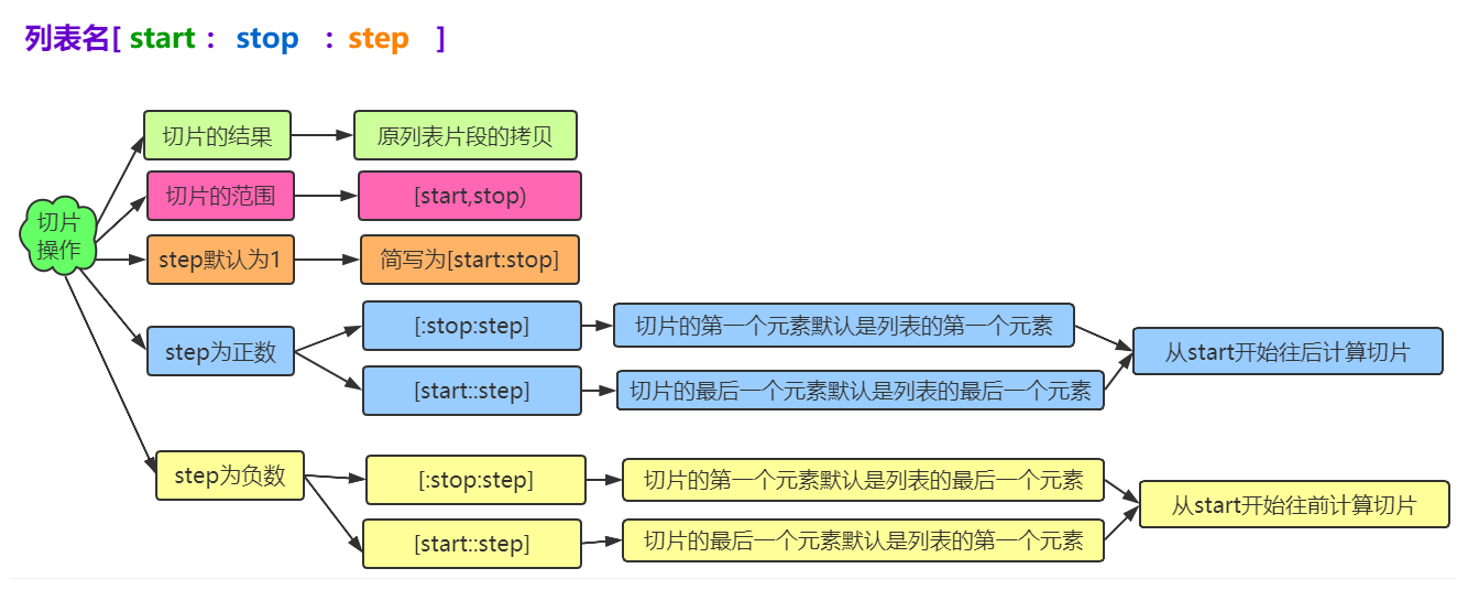 列表名[ start : stop : step ]
切片的结果
原列表片段的拷贝
切片的范围
[start,stop)
切片
操作
step默认为1
简写为[start:stop]
step为正数
[:stop:step]
切片的第一个元素默认是列表的第一个元素
[start::step]
切片的最后一个元素默认是列表的最后一个元素
从start开始往后计算切片
step为负数
[:stop:step]
切片的第一个元素默认是列表的最后一个元素
[start::step]
切片的最后一个元素默认是列表的第一个元素
从start开始往前计算切片